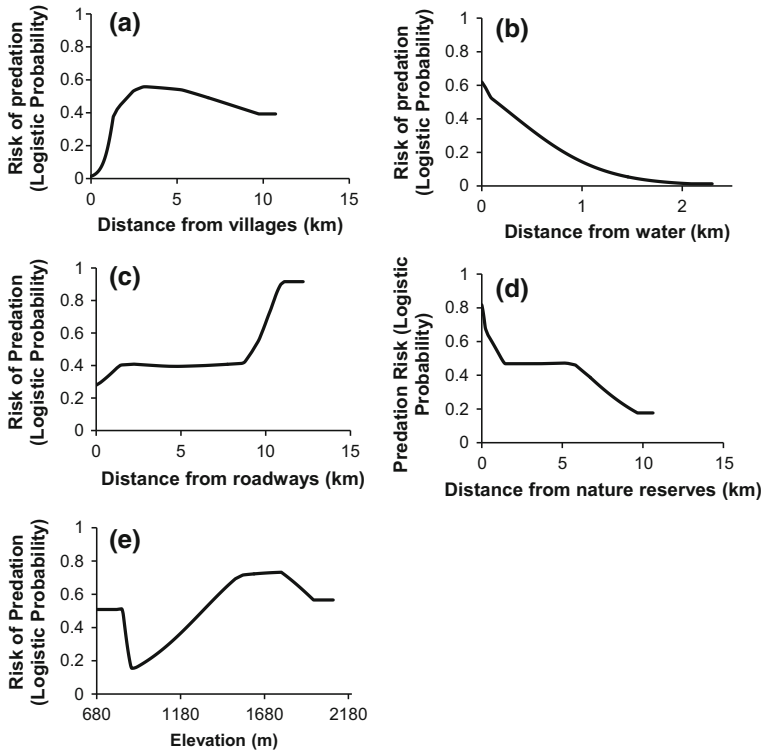 (a)
Risk of predation
(Logistic Probability)
1
0.8
0.6
0.4
0.2
0
0 5 10 15
Distance from villages (km)
(b)
Risk of predation
(Logistic Probability)
1
0.8
0.6
0.4
0.2
0
0 1 2
Distance from water (km)
(c)
Risk of Predation
(Logistic Probability)
1
0.8
0.6
0.4
0.2
0
0 5 10 15
Distance from roadways (km)
(d)
Predation Risk (Logistic
Probability)
1
0.8
0.6
0.4
0.2
0
0 5 10 15
Distance from nature reserves (km)
(e)
Risk of Predation
(Logistic Probability)
1
0.8
0.6
0.4
0.2
0
680 1180 1680 2180
Elevation (m)